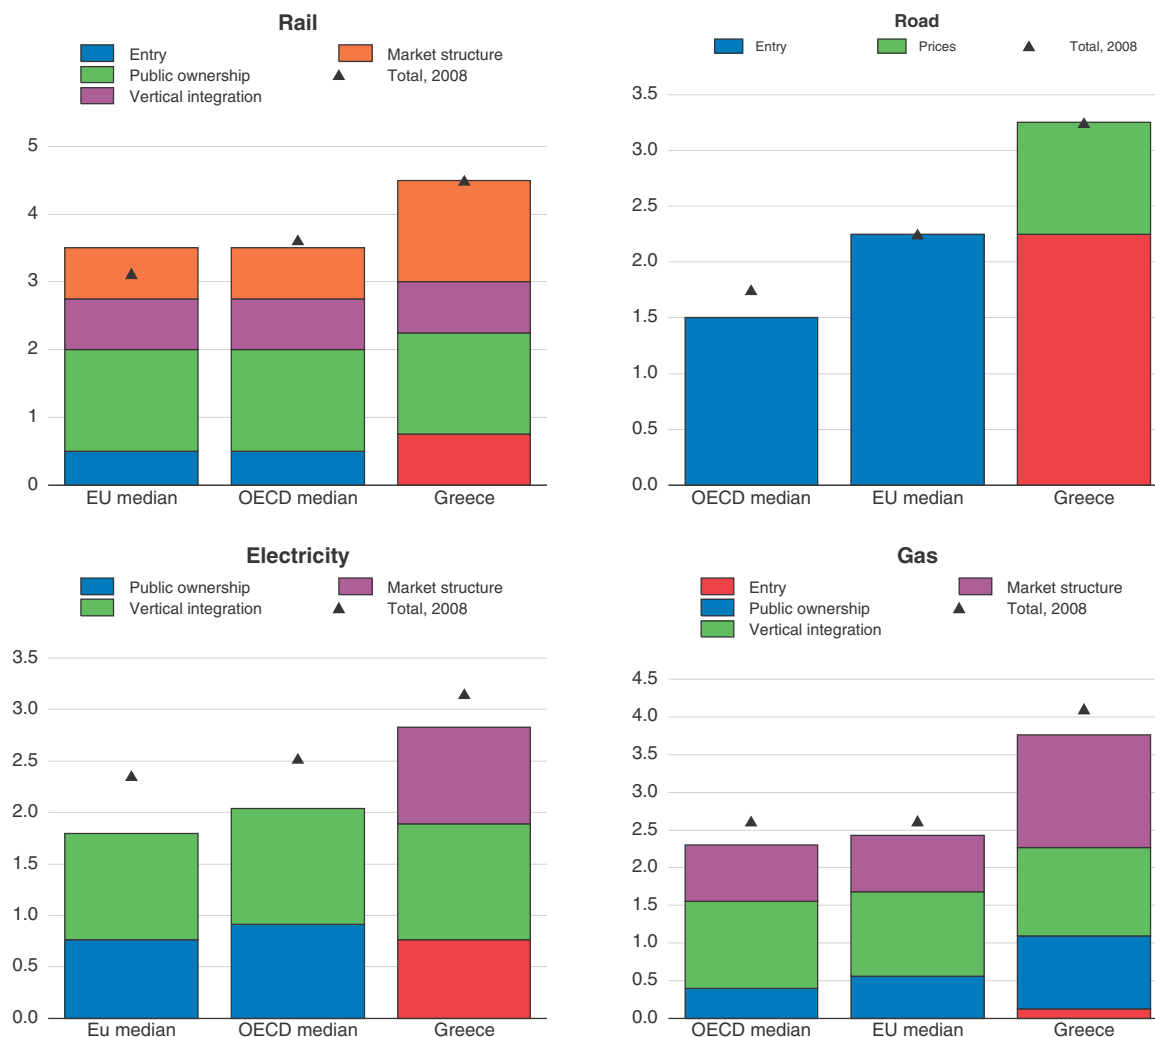 Rail
Entry
Public ownership
Vertical integration
Market structure
Total, 2008
5
4
3
2
1
0
EU median OECD median Greece
Road
Entry Prices Total, 2008
3.5
3.0
2.5
2.0
1.5
1.0
0.5
0.0
OECD median EU median Greece
Electricity
Public ownership
Vertical integration
Market structure
Total, 2008
3.5
3.0
2.5
2.0
1.5
1.0
0.5
0.0
Eu median OECD median Greece
Gas
Entry
Public ownership
Vertical integration
Market structure
Total, 2008
4.5
4.0
3.5
3.0
2.5
2.0
1.5
1.0
0.5
0.0
OECD median EU median Greece